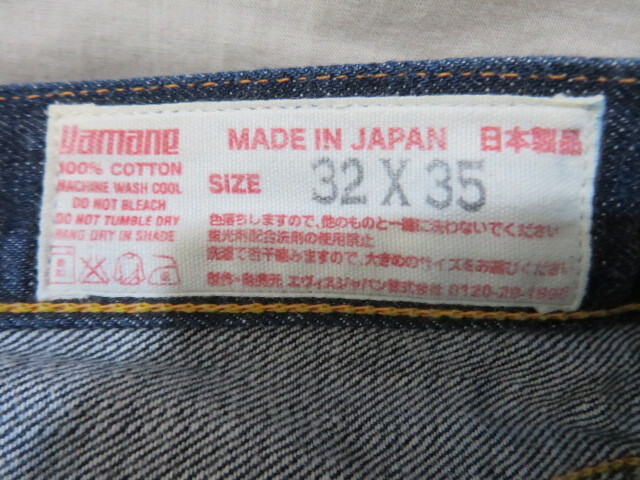 Yamane
MADE IN JAPAN 日本製品
100% COTTON
MACHINE WASH COOL
DO NOT BLEACH
DO NOT TUMBLE DRY
HANG DRY IN SHADE
SIZE 32 X 35
色落ちしますので、他のものと一緒に洗わないでください
蛍光剤配合洗剤の使用禁止
洗濯で若干縮みますので、大きめのサイズをお選びください
製作・発売元 エヴィスジャパン株式会社